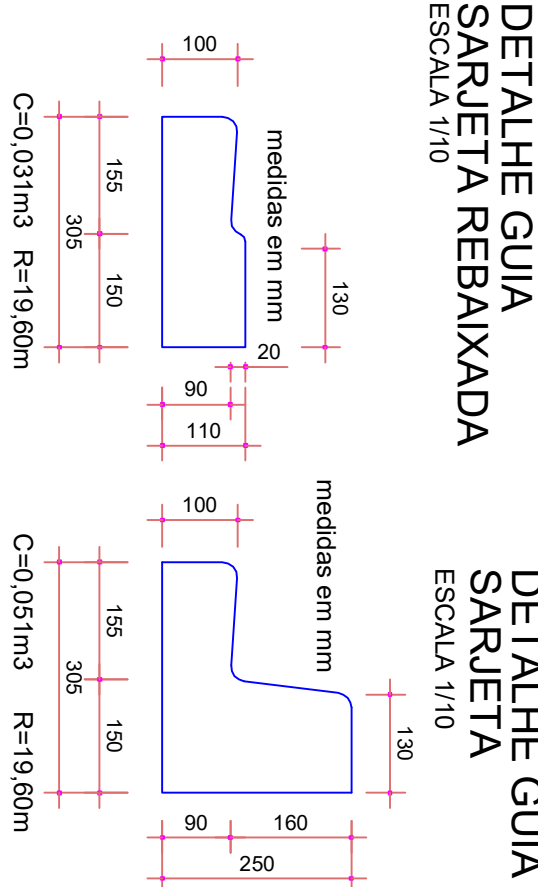 DETALHE GUIA
SARJETA REBAIXADA
ESCALA 1/10
100
medidas em mm
130
20
155
150
305
90
110
C=0,031m3 R=19,60m
DETALHE GUIA
SARJETA
ESCALA 1/10
medidas em mm
100
130
155
150
305
90
160
250
C=0,051m3 R=19,60m